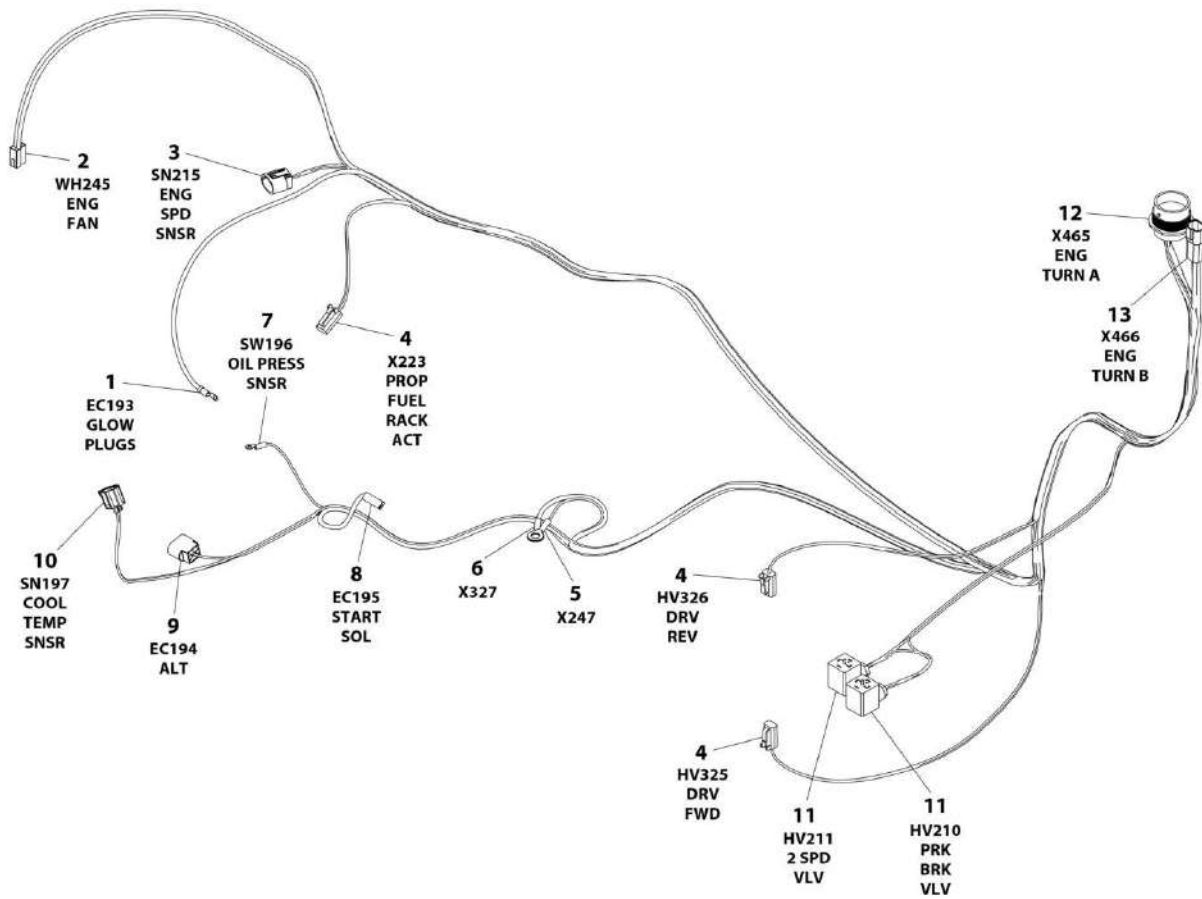 2
WH245
ENG
FAN
3
SN215
ENG
SPD
SNSR
12
X465
ENG
TURN A
13
X466
ENG
TURN B
7
SW196
OIL PRESS
SNSR
4
X223
PROP
FUEL
RACK
ACT
1
EC193
GLOW
PLUGS
10
SN197
COOL
TEMP
SNSR
9
EC194
ALT
8
EC195
START
SOL
6
X327
5
X247
4
HV326
DRV
REV
4
HV325
DRV
FWD
11
HV211
2 SPD
VLV
11
HV210
PRK
BRK
VLV